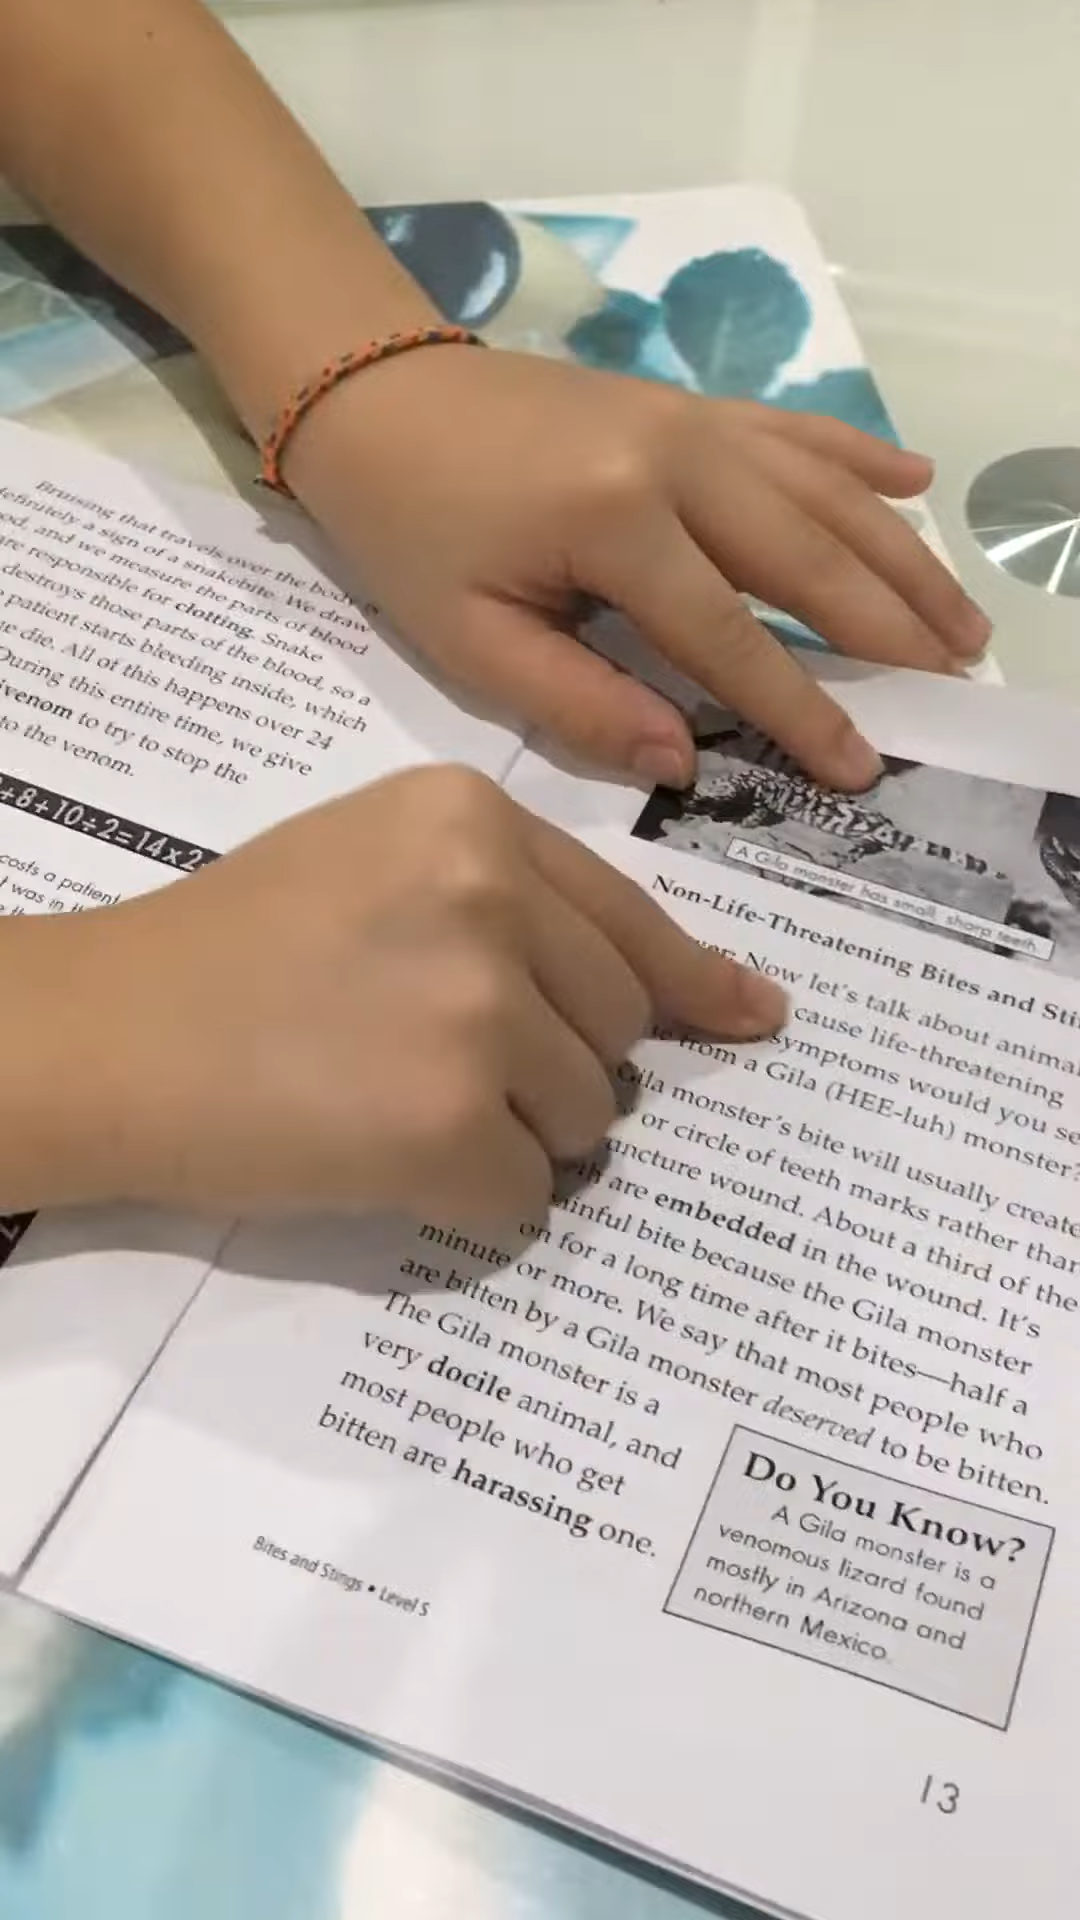 Bruising that travels over the body is
definitely a sign of a snakebite. We draw
and we measure the parts of blood
are responsible for clotting. Snake
destroys those parts of the blood, so a
patient starts bleeding inside, which
die. All of this happens over 24
During this entire time, we give
to try to stop the
to the venom.
+8+10÷2=14x2
costs a patient
was in
A Gila monster has small, sharp teeth.
Non-Life-Threatening Bites and
Now let's talk about
cause life-threatening
symptoms would you
from a Gila (HEE-luh) monster?
Gila monster's bite will usually create
or circle of teeth marks rather than
wound. About a third of the
are embedded in the wound. It's
bite because the Gila monster
on for a long time after it bites—half a
minute or more. We say that most people who
are bitten by a Gila monster deserved to be bitten.
The Gila monster is a
very docile animal, and
most people who get
bitten are harassing one.
Do You Know?
A Gila monster is a
venomous lizard found
mostly in Arizona and
northern Mexico.
Bites and Stings • Level S
13